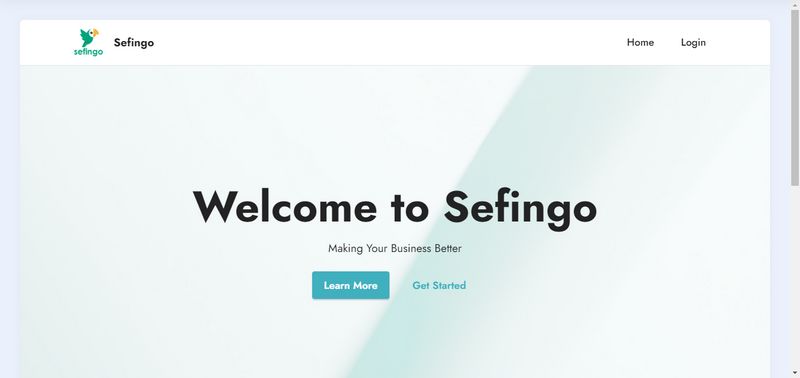 sefingo
Sefingo
Home
Login
Welcome to Sefingo
Making Your Business Better
Learn More
Get Started